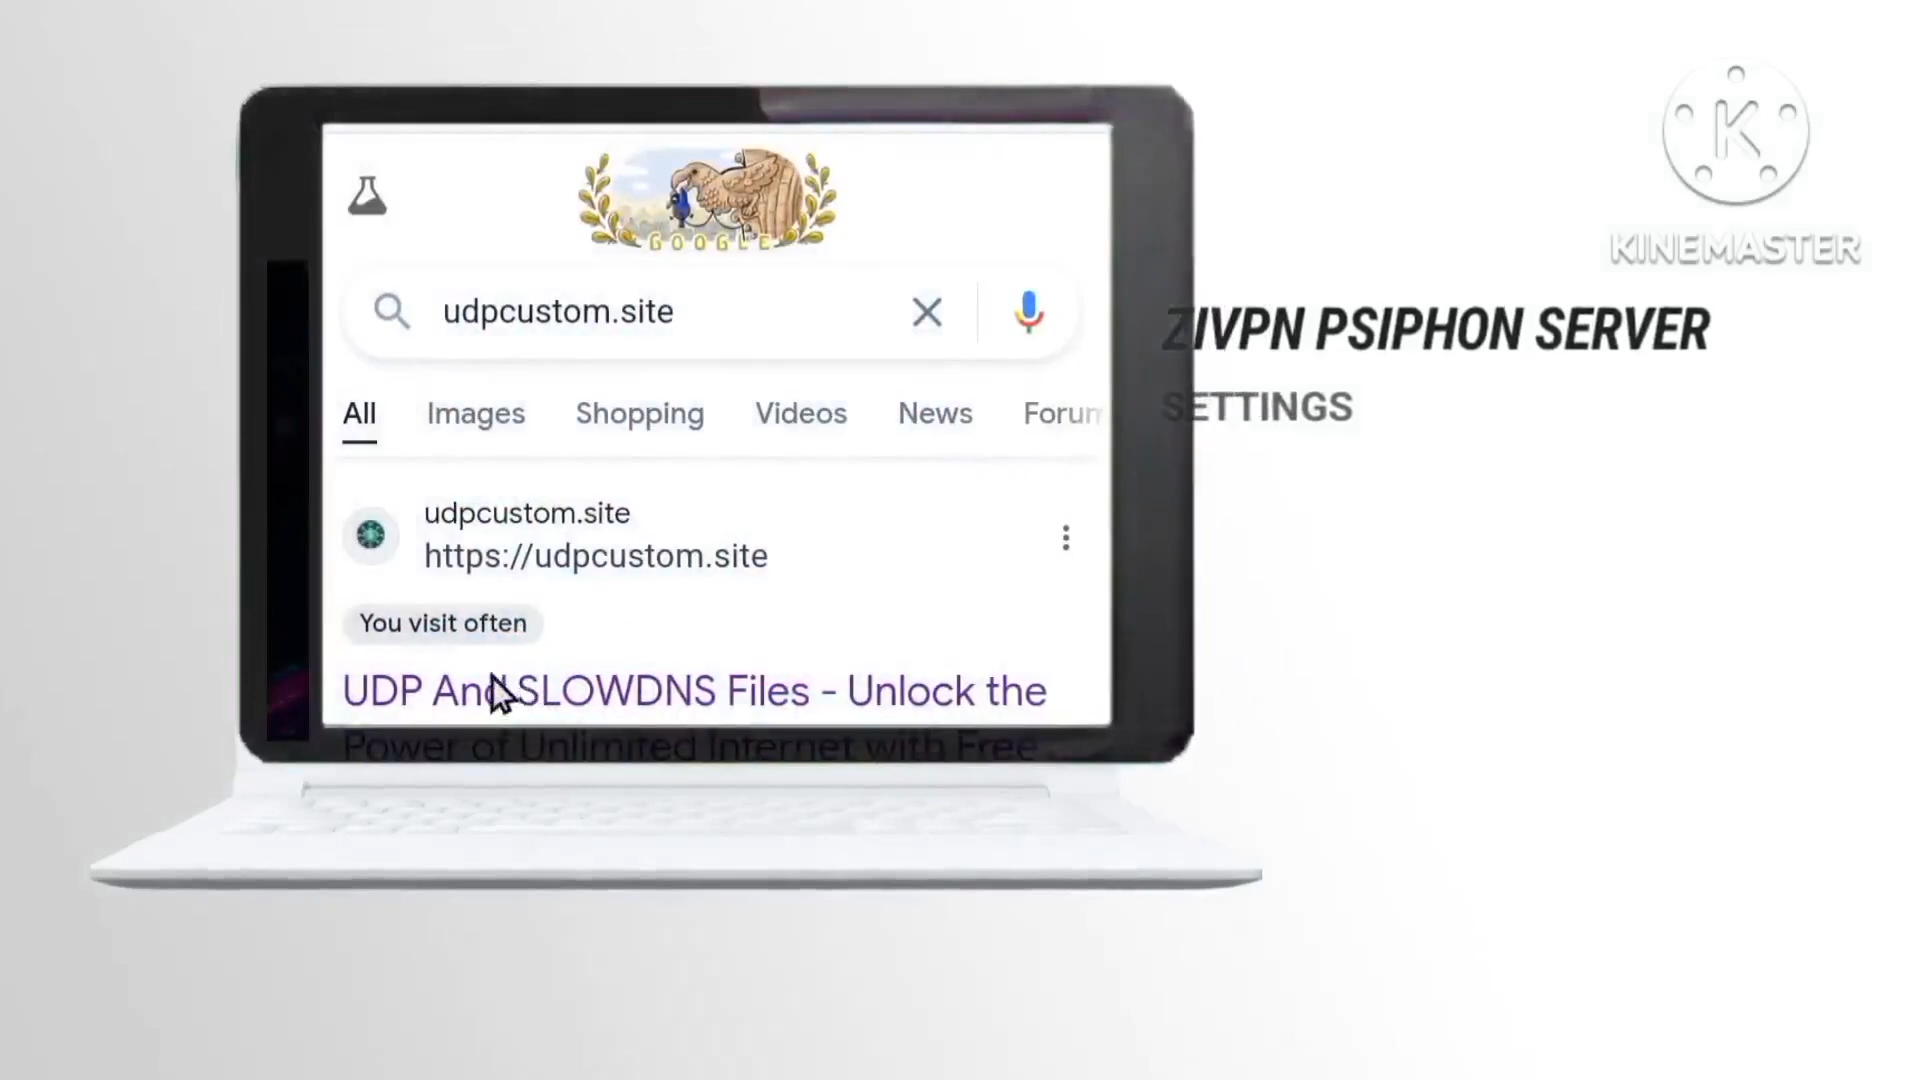 KINEMASTER
GOOGLE
udpcustom.site
All Images Shopping Videos News Forum
udpcustom.site
https://udpcustom.site
You visit often
UDP And SLOWDNS Files - Unlock the
Power of Unlimited Internet with Free
ZIVPN PSIPHON SERVER
SETTINGS